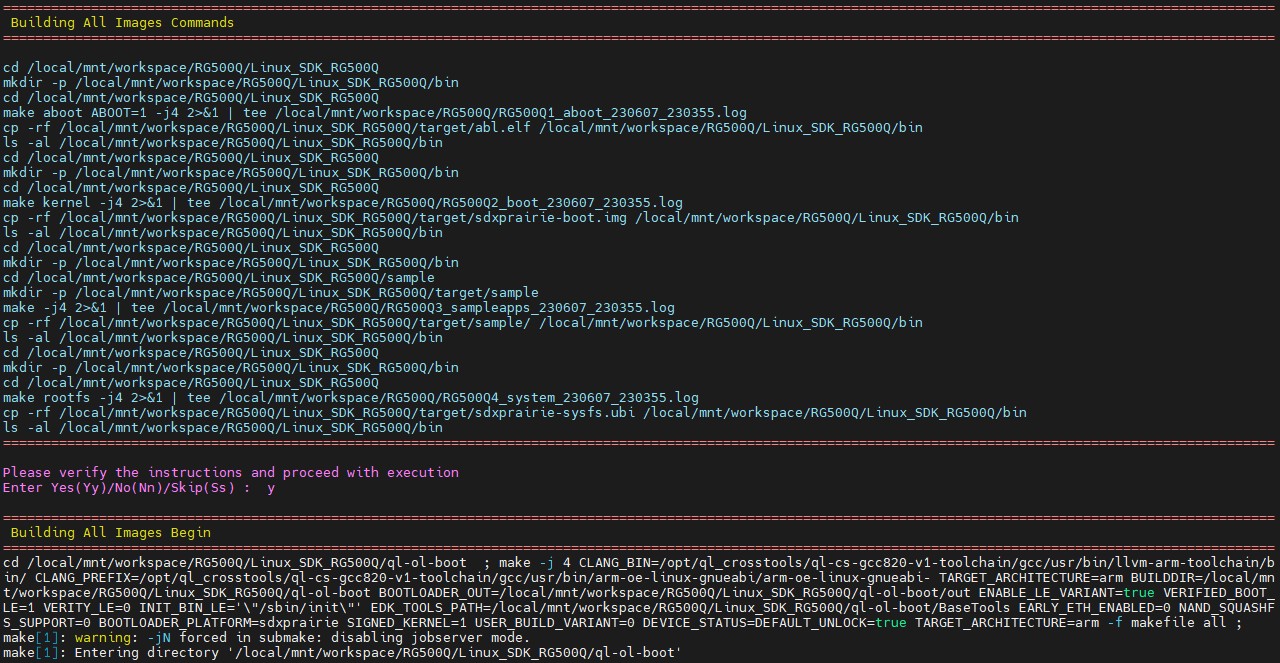 ================================================================================================================================================================
 Building All Images Commands
================================================================================================================================================================
cd /local/mnt/workspace/RG500Q/Linux_SDK_RG500Q
mkdir -p /local/mnt/workspace/RG500Q/Linux_SDK_RG500Q/bin
cd /local/mnt/workspace/RG500Q/Linux_SDK_RG500Q
make aboot ABOOT=1 -j4 2>&1 | tee /local/mnt/workspace/RG500Q/RG500Q1_aboot_230607_230355.log
cp -rf /local/mnt/workspace/RG500Q/Linux_SDK_RG500Q/target/abl.elf /local/mnt/workspace/RG500Q/Linux_SDK_RG500Q/bin
ls -al /local/mnt/workspace/RG500Q/Linux_SDK_RG500Q/bin
cd /local/mnt/workspace/RG500Q/Linux_SDK_RG500Q
mkdir -p /local/mnt/workspace/RG500Q/Linux_SDK_RG500Q/bin
cd /local/mnt/workspace/RG500Q/Linux_SDK_RG500Q
make kernel -j4 2>&1 | tee /local/mnt/workspace/RG500Q/RG500Q2_boot_230607_230355.log
cp -rf /local/mnt/workspace/RG500Q/Linux_SDK_RG500Q/target/sdxprairie-boot.img /local/mnt/workspace/RG500Q/Linux_SDK_RG500Q/bin
ls -al /local/mnt/workspace/RG500Q/Linux_SDK_RG500Q/bin
cd /local/mnt/workspace/RG500Q/Linux_SDK_RG500Q
mkdir -p /local/mnt/workspace/RG500Q/Linux_SDK_RG500Q/bin
cd /local/mnt/workspace/RG500Q/Linux_SDK_RG500Q/sample
mkdir -p /local/mnt/workspace/RG500Q/Linux_SDK_RG500Q/target/sample
make -j4 2>&1 | tee /local/mnt/workspace/RG500Q/RG500Q3_sampleapps_230607_230355.log
cp -rf /local/mnt/workspace/RG500Q/Linux_SDK_RG500Q/target/sample/ /local/mnt/workspace/RG500Q/Linux_SDK_RG500Q/bin
ls -al /local/mnt/workspace/RG500Q/Linux_SDK_RG500Q/bin
cd /local/mnt/workspace/RG500Q/Linux_SDK_RG500Q
mkdir -p /local/mnt/workspace/RG500Q/Linux_SDK_RG500Q/bin
cd /local/mnt/workspace/RG500Q/Linux_SDK_RG500Q
make rootfs -j4 2>&1 | tee /local/mnt/workspace/RG500Q/RG500Q4_system_230607_230355.log
cp -rf /local/mnt/workspace/RG500Q/Linux_SDK_RG500Q/target/sdxprairie-sysfs.ubi /local/mnt/workspace/RG500Q/Linux_SDK_RG500Q/bin
ls -al /local/mnt/workspace/RG500Q/Linux_SDK_RG500Q/bin
================================================================================================================================================================
Please verify the instructions and proceed with execution
Enter Yes(Yy)/No(Nn)/Skip(Ss) :  y
================================================================================================================================================================
 Building All Images Begin
================================================================================================================================================================
cd /local/mnt/workspace/RG500Q/Linux_SDK_RG500Q/ql-ol-boot  ; make -j 4 CLANG_BIN=/opt/ql_crosstools/ql-cs-gcc820-v1-toolchain/gcc/usr/bin/llvm-arm-toolchain/b
in/ CLANG_PREFIX=/opt/ql_crosstools/ql-cs-gcc820-v1-toolchain/gcc/usr/bin/arm-oe-linux-gnueabi/arm-oe-linux-gnueabi- TARGET_ARCHITECTURE=arm BUILDDIR=/local/mn
t/workspace/RG500Q/Linux_SDK_RG500Q/ql-ol-boot BOOTLOADER_OUT=/local/mnt/workspace/RG500Q/Linux_SDK_RG500Q/ql-ol-boot/out ENABLE_LE_VARIANT=true VERIFIED_BOOT_
LE=1 VERITY_LE=0 INIT_BIN_LE='\"/sbin/init\"' EDK_TOOLS_PATH=/local/mnt/workspace/RG500Q/Linux_SDK_RG500Q/ql-ol-boot/BaseTools EARLY_ETH_ENABLED=0 NAND_SQUASHF
S_SUPPORT=0 BOOTLOADER_PLATFORM=sdxprairie SIGNED_KERNEL=1 USER_BUILD_VARIANT=0 DEVICE_STATUS=DEFAULT_UNLOCK=true TARGET_ARCHITECTURE=arm -f makefile all ;
make[1]: warning: -jN forced in submake: disabling jobserver mode.
make[1]: Entering directory '/local/mnt/workspace/RG500Q/Linux_SDK_RG500Q/ql-ol-boot'